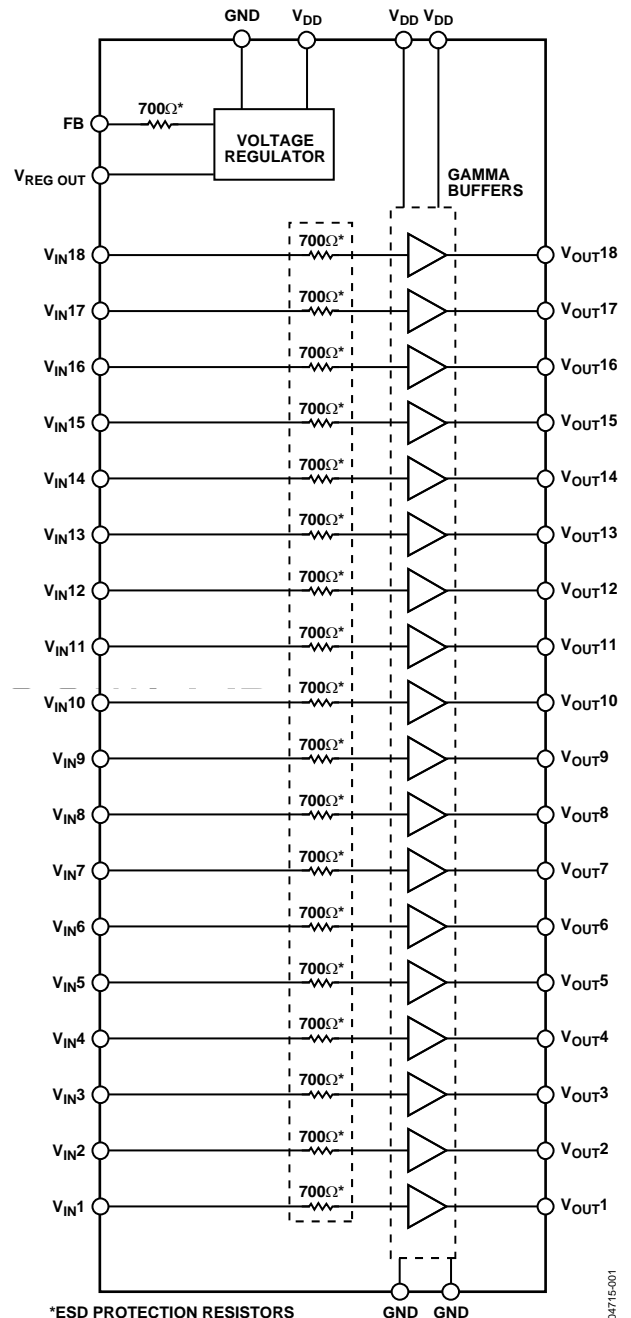 GND VDD VDD VDD
FB 700Ω*
VOLTAGE
REGULATOR
VREG OUT
GAMMA
BUFFERS
VIN18 700Ω* VOUT18
VIN17 700Ω* VOUT17
VIN16 700Ω* VOUT16
VIN15 700Ω* VOUT15
VIN14 700Ω* VOUT14
VIN13 700Ω* VOUT13
VIN12 700Ω* VOUT12
VIN11 700Ω* VOUT11
VIN10 700Ω* VOUT10
VIN9 700Ω* VOUT9
VIN8 700Ω* VOUT8
VIN7 700Ω* VOUT7
VIN6 700Ω* VOUT6
VIN5 700Ω* VOUT5
VIN4 700Ω* VOUT4
VIN3 700Ω* VOUT3
VIN2 700Ω* VOUT2
VIN1 700Ω* VOUT1
*ESD PROTECTION RESISTORS GND GND
04715-001